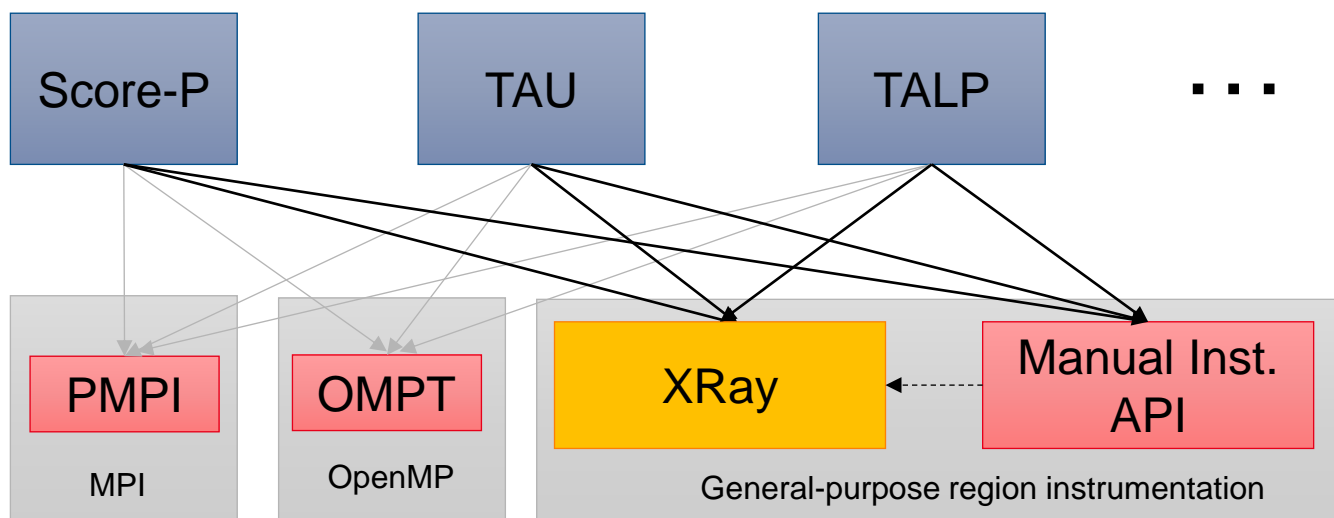 Score-P
TAU
TALP
...
PMPI
OMPT
XRay
Manual Inst.
API
MPI
OpenMP
General-purpose region instrumentation